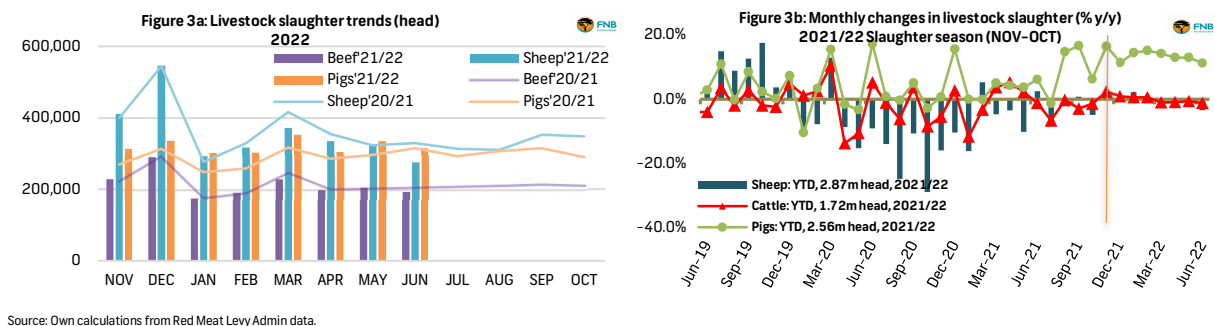 Figure 3a: Livestock slaughter trends (head)
2022
FNB
600,000
400,000
200,000
0
Beef'21/22
Sheep'21/22
Pigs'21/22
Beef'20/21
Sheep'20/21
Pigs'20/21
NOV DEC JAN FEB MAR APR MAY JUN JUL AUG SEP OCT
Figure 3b: Monthly changes in livestock slaughter (% y/y)
2021/22 Slaughter season (NOV-OCT)
FNB
20.0%
0.0%
-20.0%
-40.0%
Sheep: YTD, 2.87m head, 2021/22
Cattle: YTD, 1.72m head, 2021/22
Pigs: YTD, 2.56m head, 2021/22
Jun-19 Sep-19 Dec-19 Mar-20 Jun-20 Sep-20 Dec-20 Mar-21 Jun-21 Sep-21 Dec-21 Mar-22 Jun-22
Source: Own calculations from Red Meat Levy Admin data.